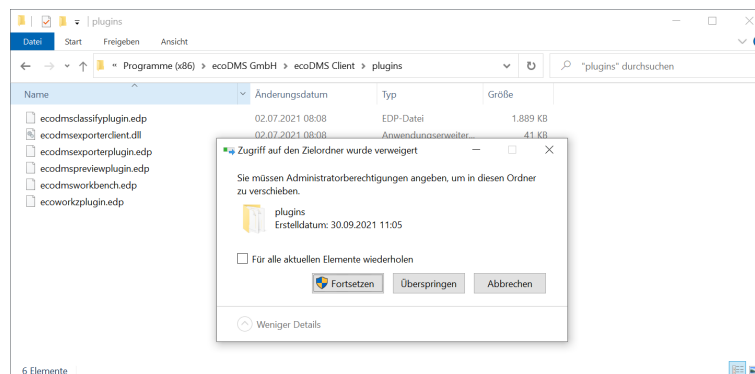 plugins
Datei Start Freigeben Ansicht
« Programme (x86) > ecoDMS GmbH > ecoDMS Client > plugins
"plugins" durchsuchen
Name Änderungsdatum Typ Größe
ecodmsclassifyplugin.edp 02.07.2021 08:08 EDP-Datei 1.889 KB
ecodmsexporterclient.dll 02.07.2021 08:08 Anwendungserweiter... 41 KB
ecodmsexporterplugin.edp
ecodmspreviewplugin.edp
ecodmsworkbench.edp
ecoworkzplugin.edp
Zugriff auf den Zielordner wurde verweigert
Sie müssen Administratorberechtigungen angeben, um in diesen Ordner
zu verschieben.
plugins
Erstelldatum: 30.09.2021 11:05
Für alle aktuellen Elemente wiederholen
Fortsetzen Überspringen Abbrechen
Weniger Details
6 Elemente